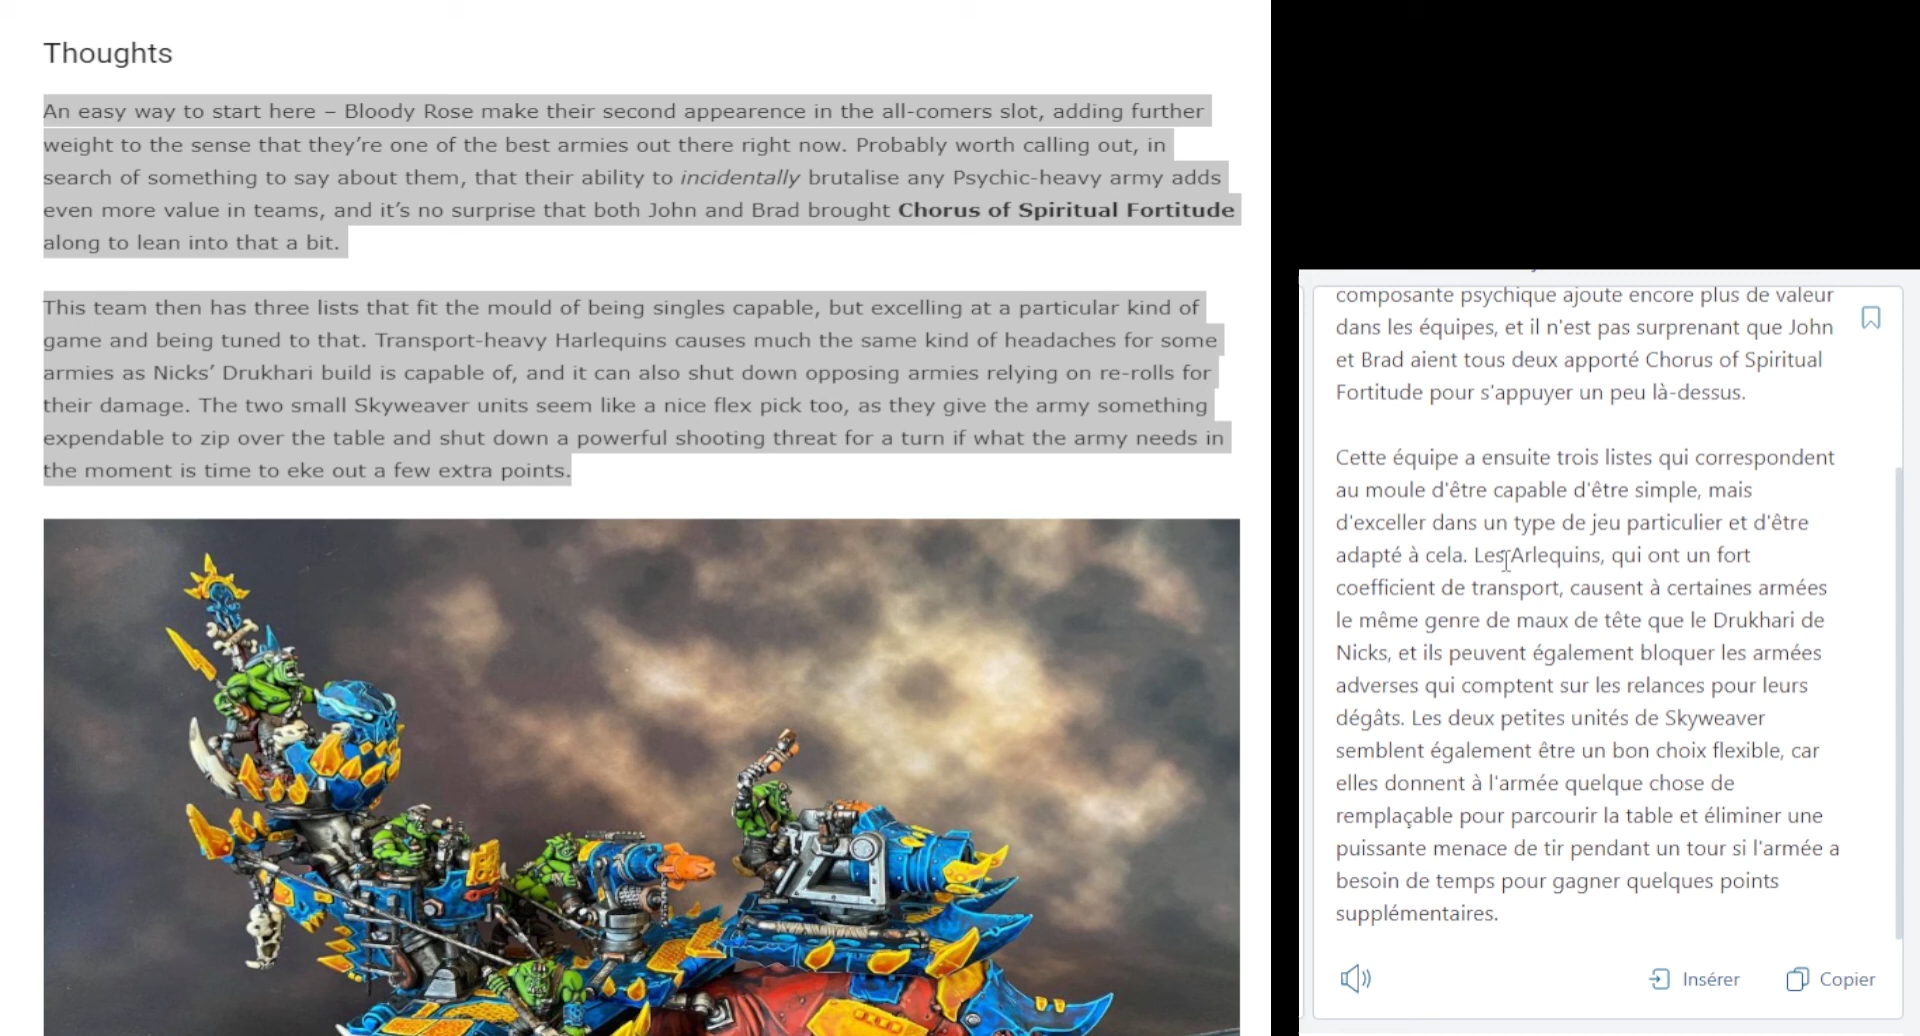 Thoughts
An easy way to start here – Bloody Rose make their second appearence in the all-comers slot, adding further
weight to the sense that they’re one of the best armies out there right now. Probably worth calling out, in
search of something to say about them, that their ability to incidentally brutalise any Psychic-heavy army adds
even more value in teams, and it’s no surprise that both John and Brad brought Chorus of Spiritual Fortitude
along to lean into that a bit.
This team then has three lists that fit the mould of being singles capable, but excelling at a particular kind of
game and being tuned to that. Transport-heavy Harlequins causes much the same kind of headaches for some
armies as Nicks’ Drukhari build is capable of, and it can also shut down opposing armies relying on re-rolls for
their damage. The two small Skyweaver units seem like a nice flex pick too, as they give the army something
expendable to zip over the table and shut down a powerful shooting threat for a turn if what the army needs in
the moment is time to eke out a few extra points.
composante psychique ajoute encore plus de valeur
dans les équipes, et il n'est pas surprenant que John
et Brad aient tous deux apporté Chorus of Spiritual
Fortitude pour s'appuyer un peu là-dessus.
Cette équipe a ensuite trois listes qui correspondent
au moule d'être capable d'être simple, mais
d'exceller dans un type de jeu particulier et d'être
adapté à cela. Les Arlequins, qui ont un fort
coefficient de transport, causent à certaines armées
le même genre de maux de tête que le Drukhari de
Nicks, et ils peuvent également bloquer les armées
adverses qui comptent sur les relances pour leurs
dégâts. Les deux petites unités de Skyweaver
semblent également être un bon choix flexible, car
elles donnent à l'armée quelque chose de
remplaçable pour parcourir la table et éliminer une
puissante menace de tir pendant un tour si l'armée a
besoin de temps pour gagner quelques points
supplémentaires.
Insérer
Copier